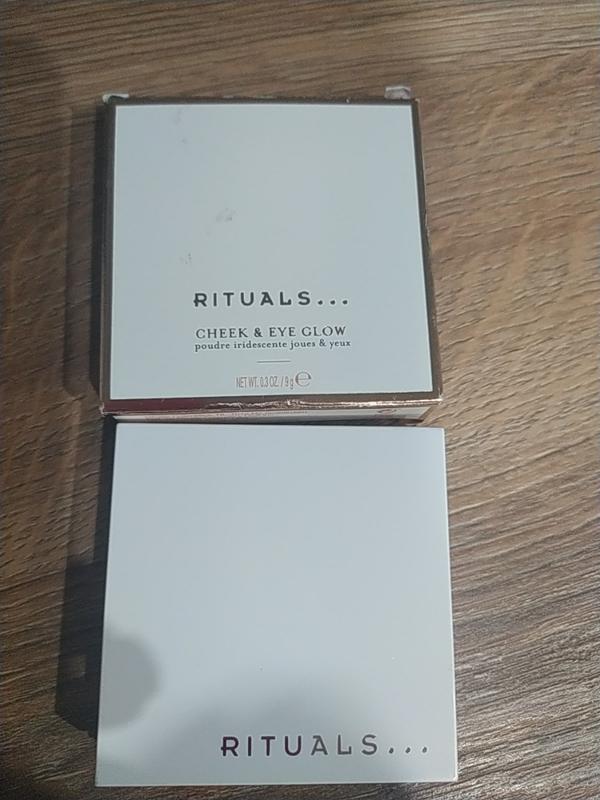 RITUALS...
CHEEK & EYE GLOW
poudre iridescente joues & yeux
NET WT. 0.3 OZ. / 9 g ℮
RITUALS...